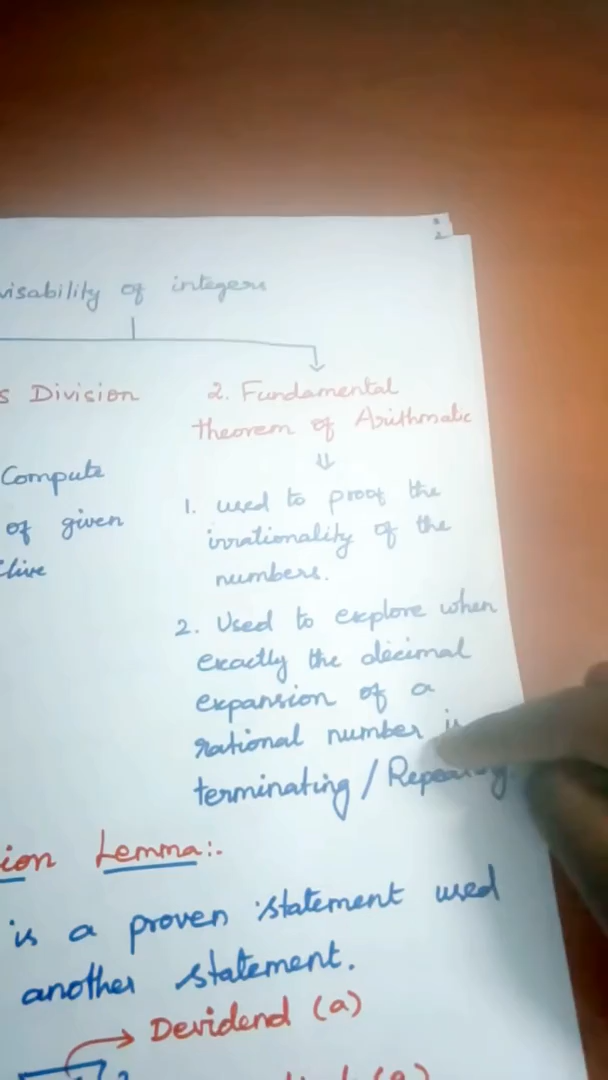 visability of integers
s Division
Compute
of given
2. Fundamental
theorem of Arithmatic
1. used to proof the
irrationality of the
numbers.
2. Used to explore when
exactly the decimal
expansion of a
rational number is
terminating / Repeating.
ion Lemma:-
is a proven statement used
another statement.
Devidend (a)